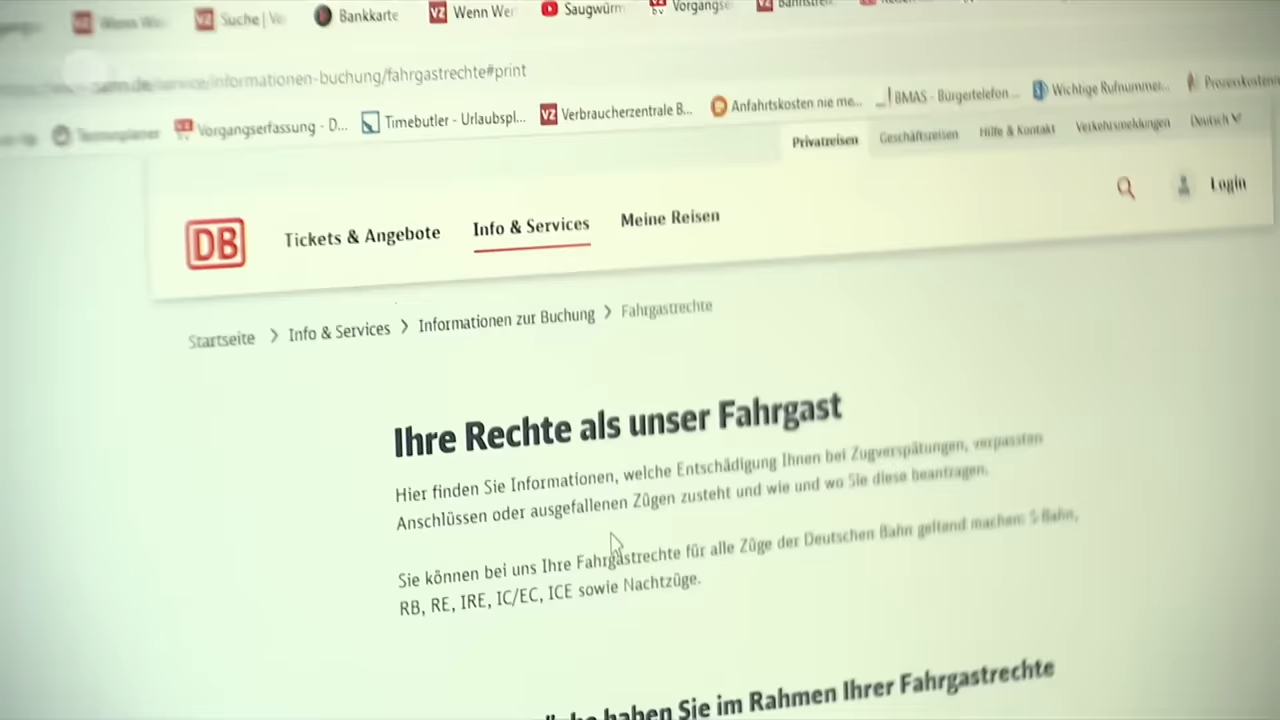 VZ Suche | Bankkarte VZ Wenn Wer Saugwürm
/informationen-buchung/fahrgastrechte#print
Vorgangserfassung - D... Timebutler - Urlaubspl... VZ Verbraucherzentrale B... Anfahrtskosten nie me... BMAS - Bürgertelefon ... Wichtige Rufnummer...
Privatreisen Geschäftsreisen Hilfe & Kontakt Verkehrsmeldungen Deutsch
DB Tickets & Angebote Info & Services Meine Reisen Login
Startseite > Info & Services > Informationen zur Buchung > Fahrgastrechte
Ihre Rechte als unser Fahrgast
Hier finden Sie Informationen, welche Entschädigung Ihnen bei Zugverspätungen, verpassten
Anschlüssen oder ausgefallenen Zügen zusteht und wie und wo Sie diese beantragen.
Sie können bei uns Ihre Fahrgastrechte für alle Züge der Deutschen Bahn geltend machen: S-Bahn,
RB, RE, IRE, IC/EC, ICE sowie Nachtzüge.
haben Sie im Rahmen Ihrer Fahrgastrechte